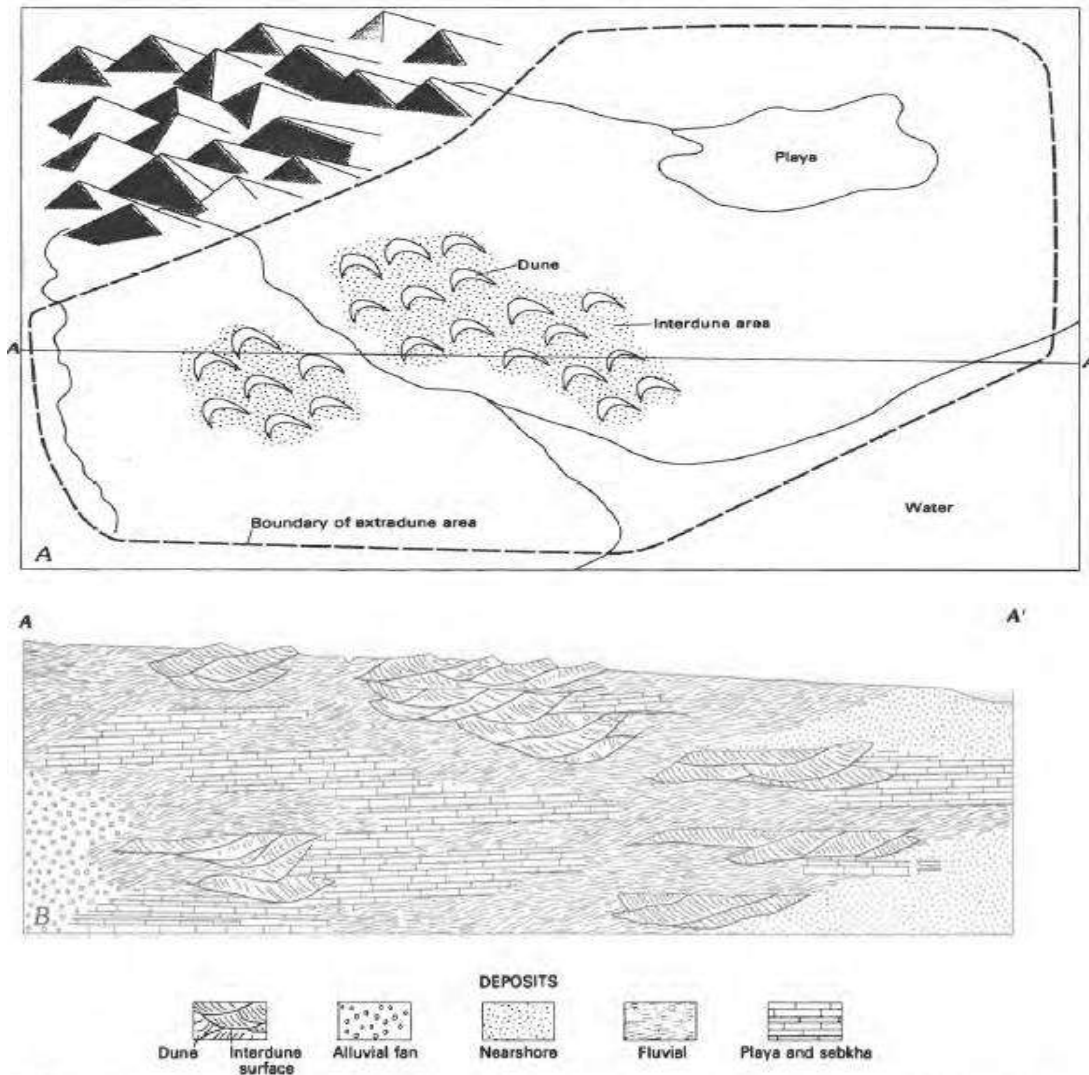 Playa
Dune
Interdune area
A
Water
Boundary of extradune area
A
A
A'
B
DEPOSITS
Dune
Interdune
surface
Alluvial fan
Nearshore
Fluvial
Playa and sebkha